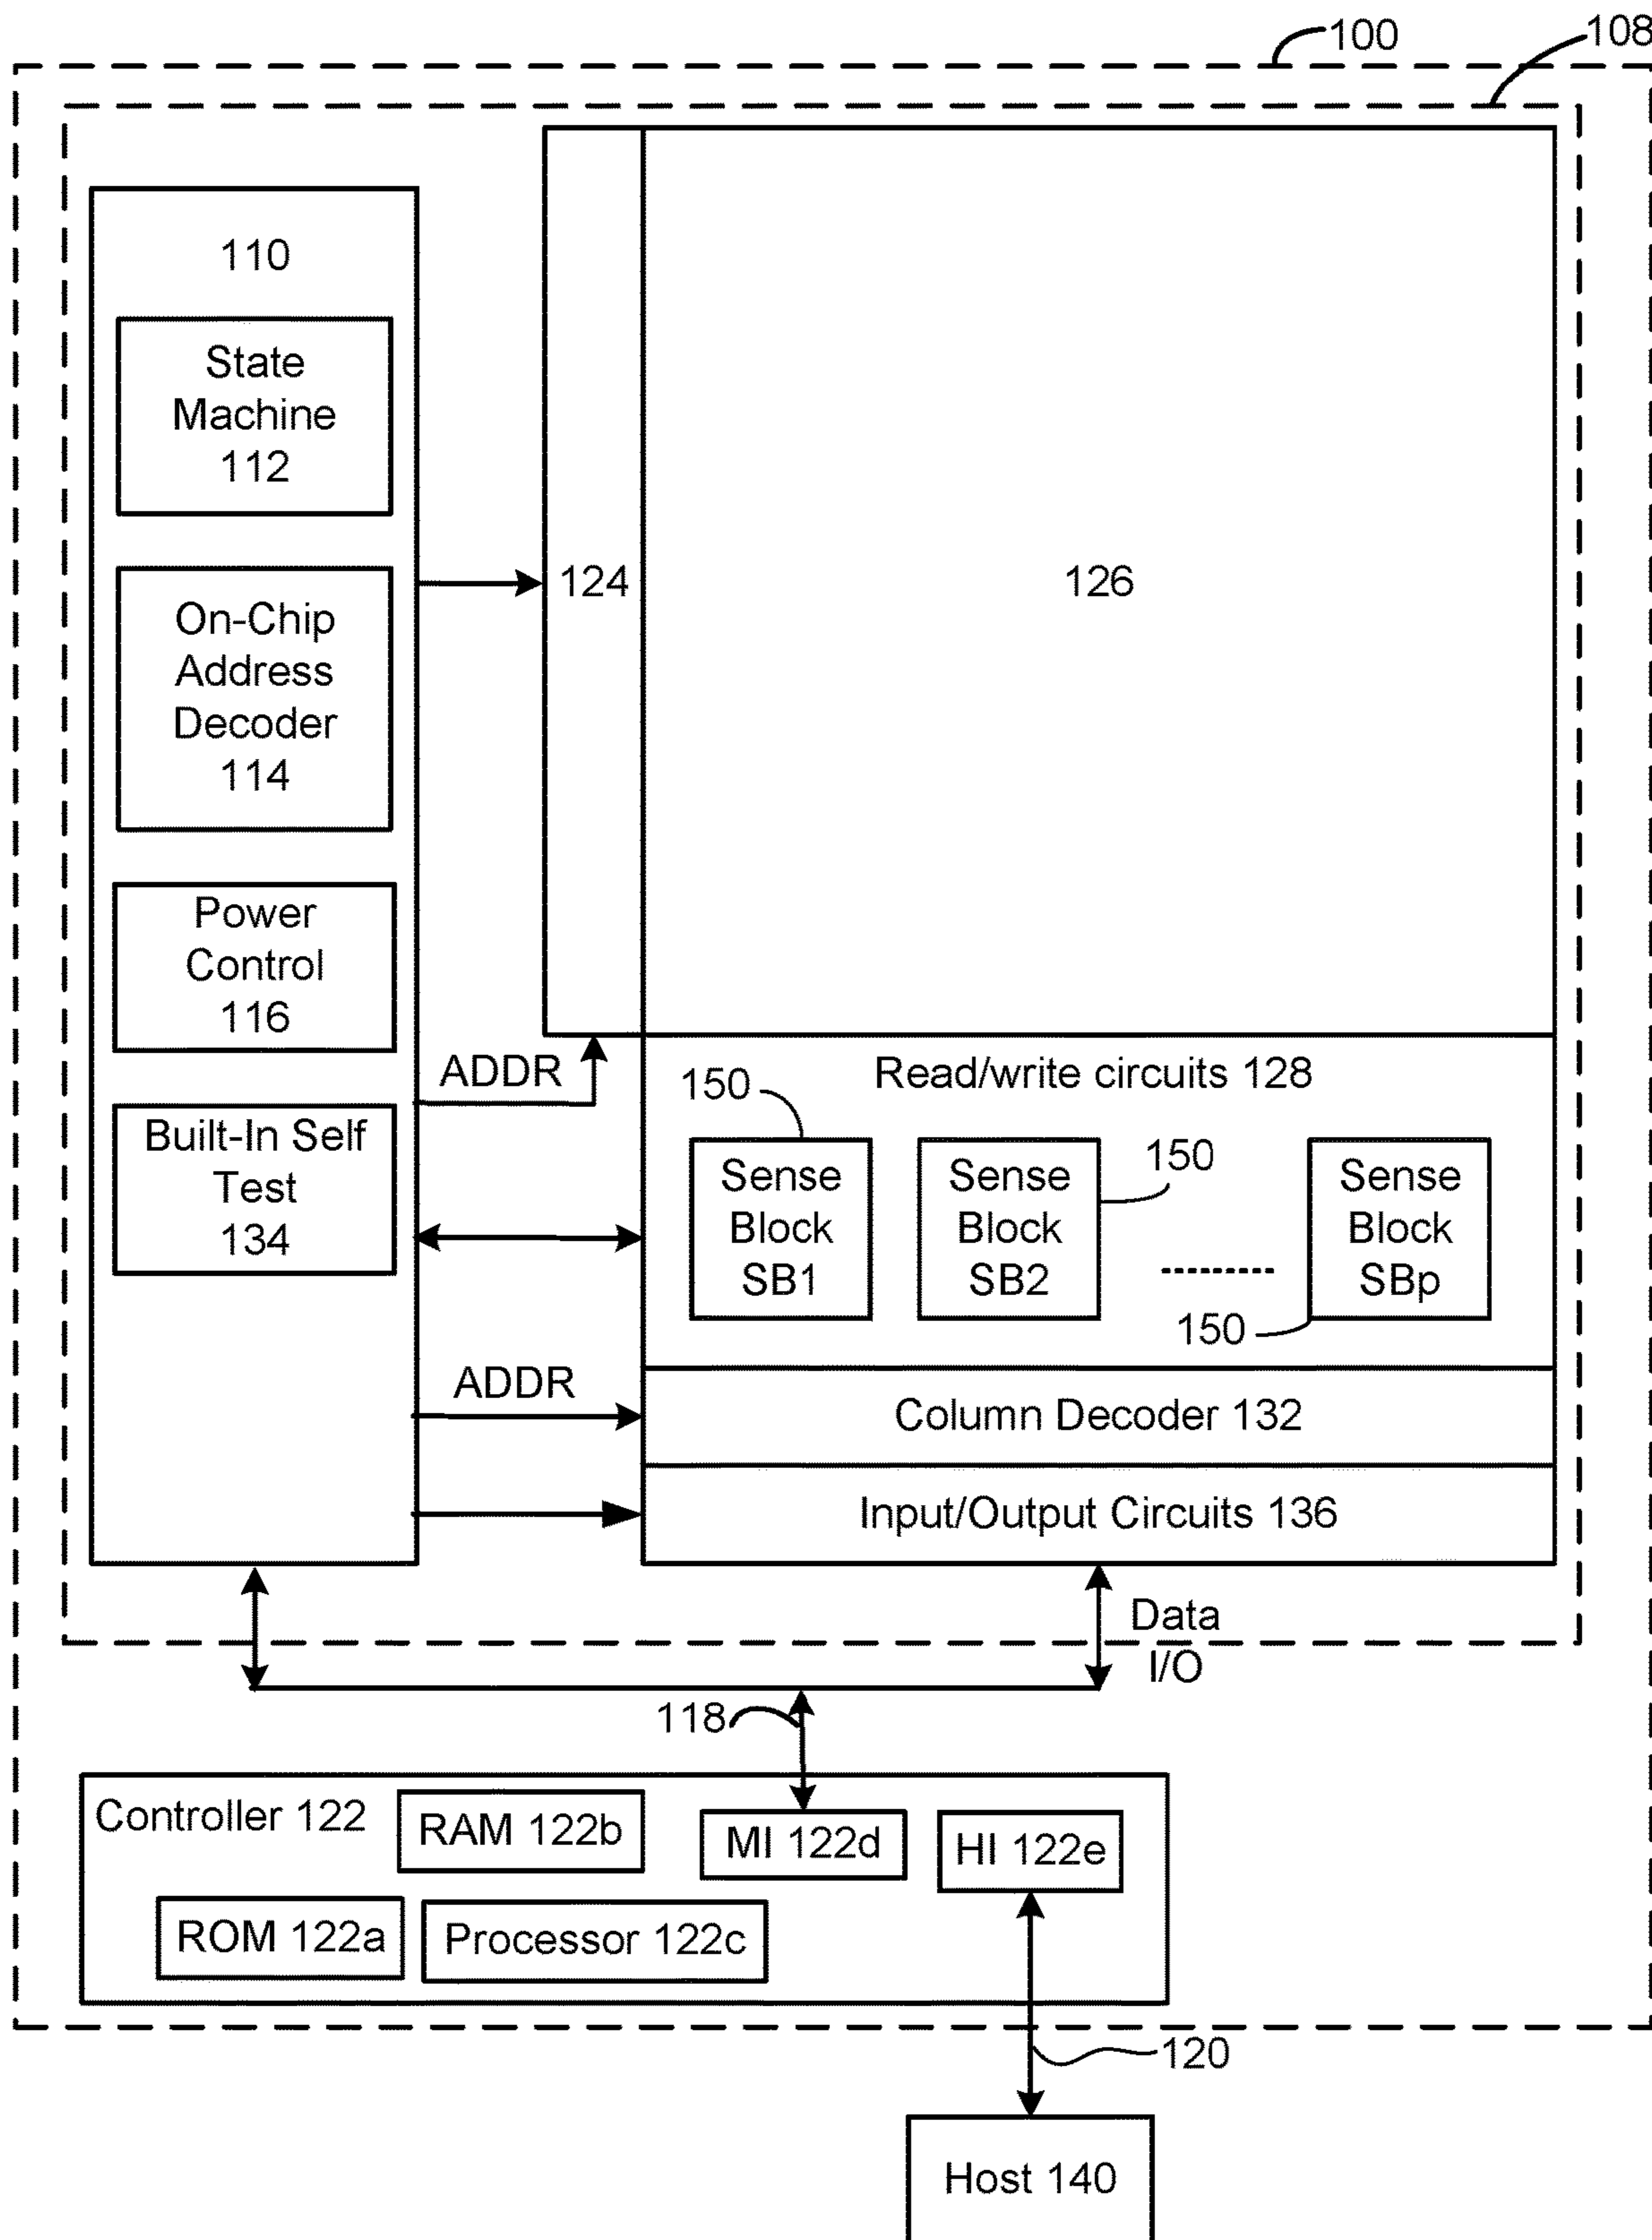 100
108
110
State
Machine
112
On-Chip
Address
Decoder
114
Power
Control
116
Built-In Self
Test
134
124
126
ADDR
Read/write circuits 128
150
Sense
Block
SB1
Sense
Block
SB2
150
Sense
Block
SBp
150
ADDR
Column Decoder 132
Input/Output Circuits 136
Data
I/O
118
Controller 122
RAM 122b
MI 122d
HI 122e
ROM 122a
Processor 122c
120
Host 140